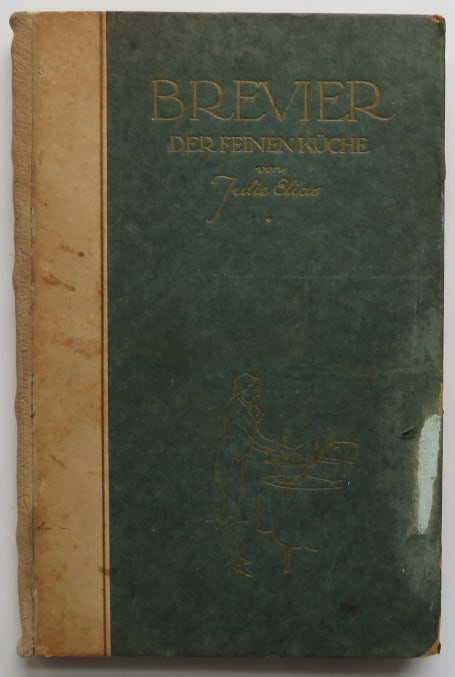 BREVIER
DER FEINEN KÜCHE
von
Julie Elias